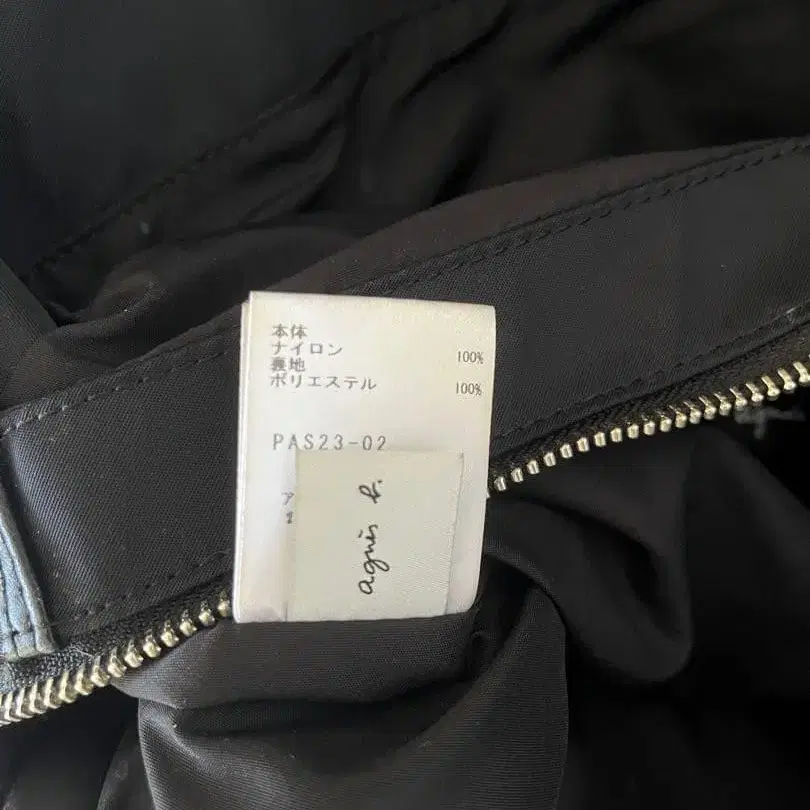 本体
ナイロン 100%
裏地
ポリエステル 100%
PAS23-02
ア
agnès b.